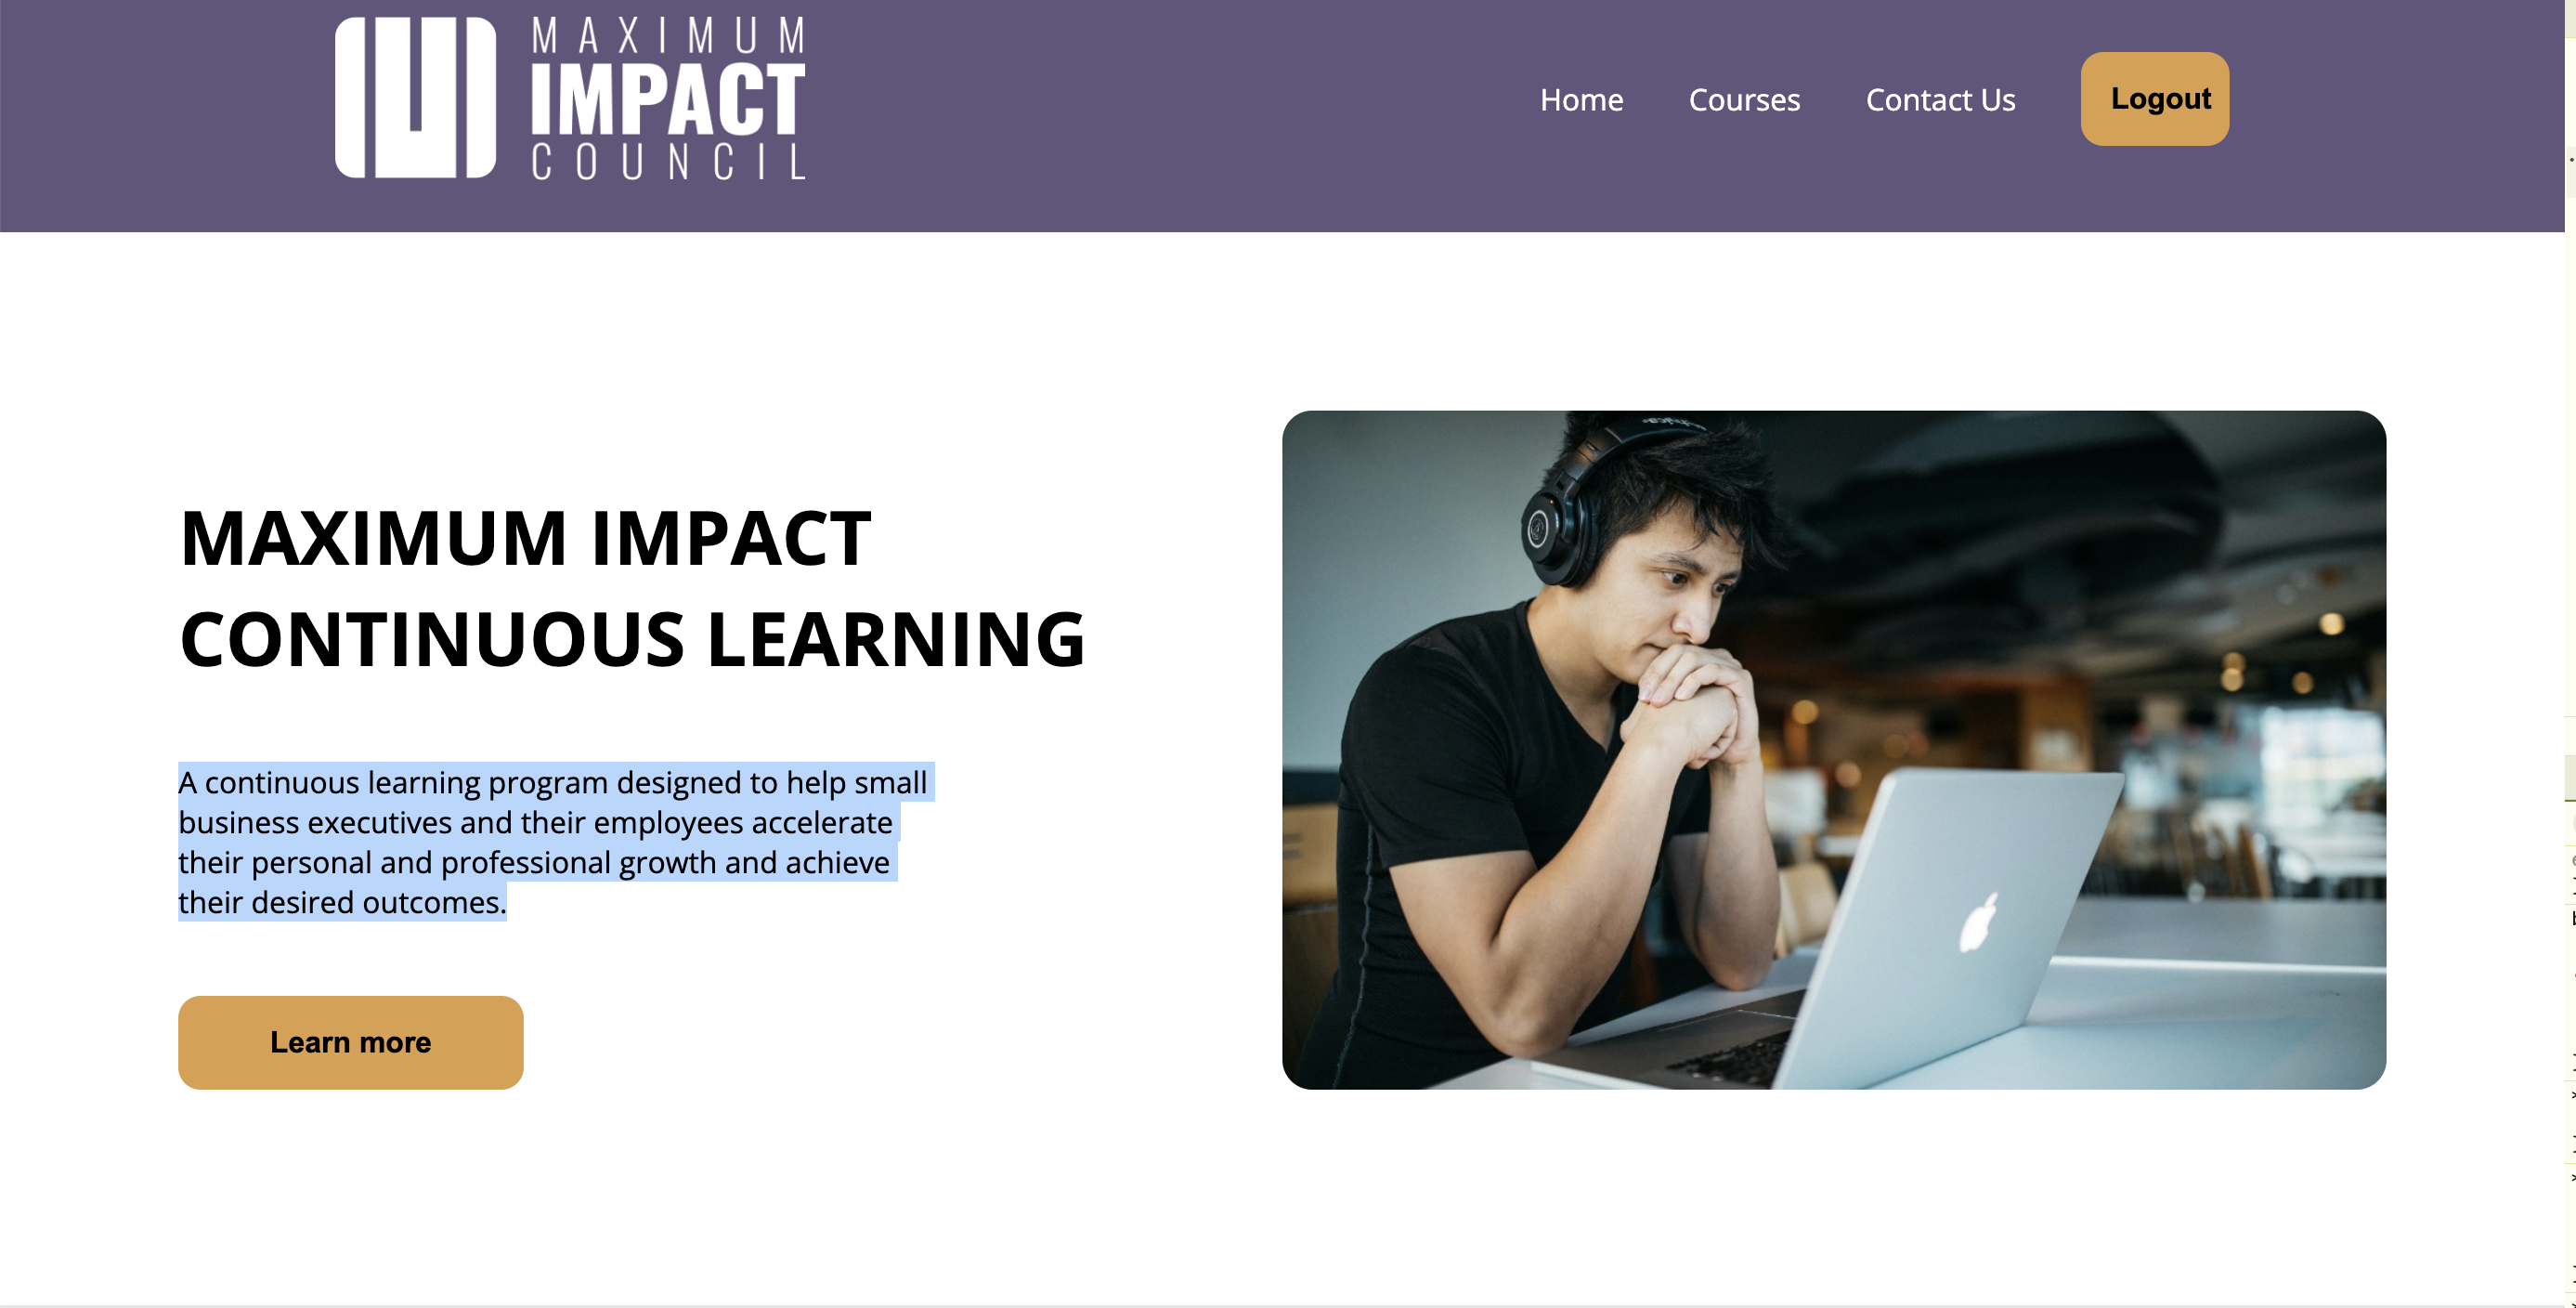 MAXIMUM
IMPACT
COUNCIL
Home Courses Contact Us Logout
MAXIMUM IMPACT
CONTINUOUS LEARNING
A continuous learning program designed to help small
business executives and their employees accelerate
their personal and professional growth and achieve
their desired outcomes.
Learn more